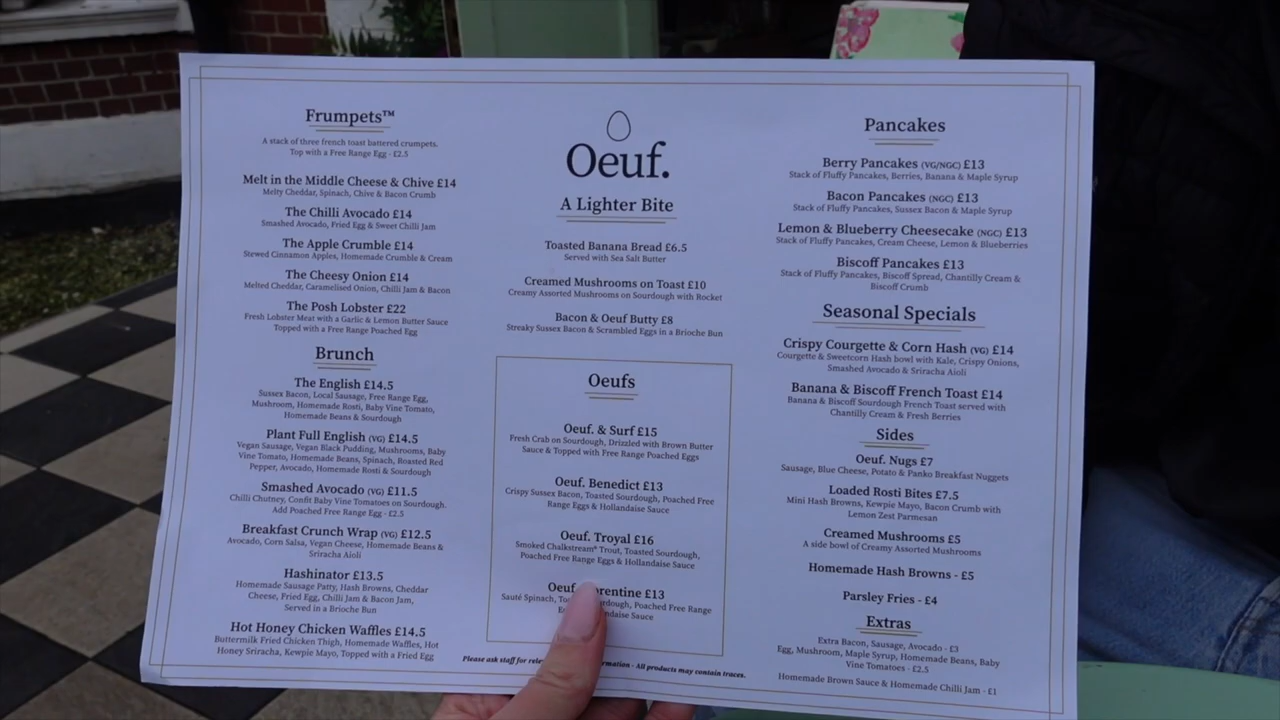 Frumpets™
A stack of three french toast battered crumpets.
Top with a Free Range Egg - £2.5
Melt in the Middle Cheese & Chive £14
Melty Cheddar, Spinach, Chive & Bacon Crumb
The Chilli Avocado £14
Smashed Avocado, Fried Egg & Sweet Chilli Jam
The Apple Crumble £14
Stewed Cinnamon Apples, Homemade Crumble & Cream
The Cheesy Onion £14
Melted Cheddar, Caramelised Onion, Chilli Jam & Bacon
The Posh Lobster £22
Fresh Lobster Meat with a Garlic & Lemon Butter Sauce
Topped with a Free Range Poached Egg
Brunch
The English £14.5
Sussex Bacon, Local Sausage, Free Range Egg,
Mushroom, Homemade Rosti, Baby Vine Tomato,
Homemade Beans & Sourdough
Plant Full English (VG) £14.5
Vegan Sausage, Vegan Black Pudding, Mushrooms, Baby
Vine Tomato, Homemade Beans, Spinach, Roasted Red
Pepper, Avocado, Homemade Rosti & Sourdough
Smashed Avocado (VG) £11.5
Chilli Chutney, Confit Baby Vine Tomatoes on Sourdough.
Add Poached Free Range Egg - £2.5
Breakfast Crunch Wrap (VG) £12.5
Avocado, Corn Salsa, Vegan Cheese, Homemade Beans &
Sriracha Aioli
Hashinator £13.5
Homemade Sausage Patty, Hash Browns, Cheddar
Cheese, Fried Egg, Chilli Jam & Bacon Jam,
Served in a Brioche Bun
Hot Honey Chicken Waffles £14.5
Buttermilk Fried Chicken Thigh, Homemade Waffles, Hot
Honey Sriracha, Kewpie Mayo, Topped with a Fried Egg
Oeuf.
A Lighter Bite
Toasted Banana Bread £6.5
Served with Sea Salt Butter
Creamed Mushrooms on Toast £10
Creamy Assorted Mushrooms on Sourdough with Rocket
Bacon & Oeuf Butty £8
Streaky Sussex Bacon & Scrambled Eggs in a Brioche Bun
Oeufs
Oeuf. & Surf £15
Fresh Crab on Sourdough, Drizzled with Brown Butter
Sauce & Topped with Free Range Poached Eggs
Oeuf. Benedict £13
Crispy Sussex Bacon, Toasted Sourdough, Poached Free
Range Eggs & Hollandaise Sauce
Oeuf. Troyal £16
Smoked Chalkstream® Trout, Toasted Sourdough,
Poached Free Range Eggs & Hollandaise Sauce
Oeuf. £13
Sauté Spinach, Poached Free Range
Sauce
Please ask staff for - All products may contain traces.
Pancakes
Berry Pancakes (VG/NGC) £13
Stack of Fluffy Pancakes, Berries, Banana & Maple Syrup
Bacon Pancakes (NGC) £13
Stack of Fluffy Pancakes, Sussex Bacon & Maple Syrup
Lemon & Blueberry Cheesecake (NGC) £13
Stack of Fluffy Pancakes, Cream Cheese, Lemon & Blueberries
Biscoff Pancakes £13
Stack of Fluffy Pancakes, Biscoff Spread, Chantilly Cream &
Biscoff Crumb
Seasonal Specials
Crispy Courgette & Corn Hash (VG) £14
Courgette & Sweetcorn Hash bowl with Kale, Crispy Onions,
Smashed Avocado & Sriracha Aioli
Banana & Biscoff French Toast £14
Banana & Biscoff Sourdough French Toast served with
Chantilly Cream & Fresh Berries
Sides
Oeuf. Nugs £7
Sausage, Blue Cheese, Potato & Panko Breakfast Nuggets
Loaded Rosti Bites £7.5
Mini Hash Browns, Kewpie Mayo, Bacon Crumb with
Lemon Zest Parmesan
Creamed Mushrooms £5
A side bowl of Creamy Assorted Mushrooms
Homemade Hash Browns - £5
Parsley Fries - £4
Extras
Extra Bacon, Sausage, Avocado - £3
Egg, Mushroom, Maple Syrup, Homemade Beans, Baby
Vine Tomatoes - £2.5
Homemade Brown Sauce & Homemade Chilli Jam - £1